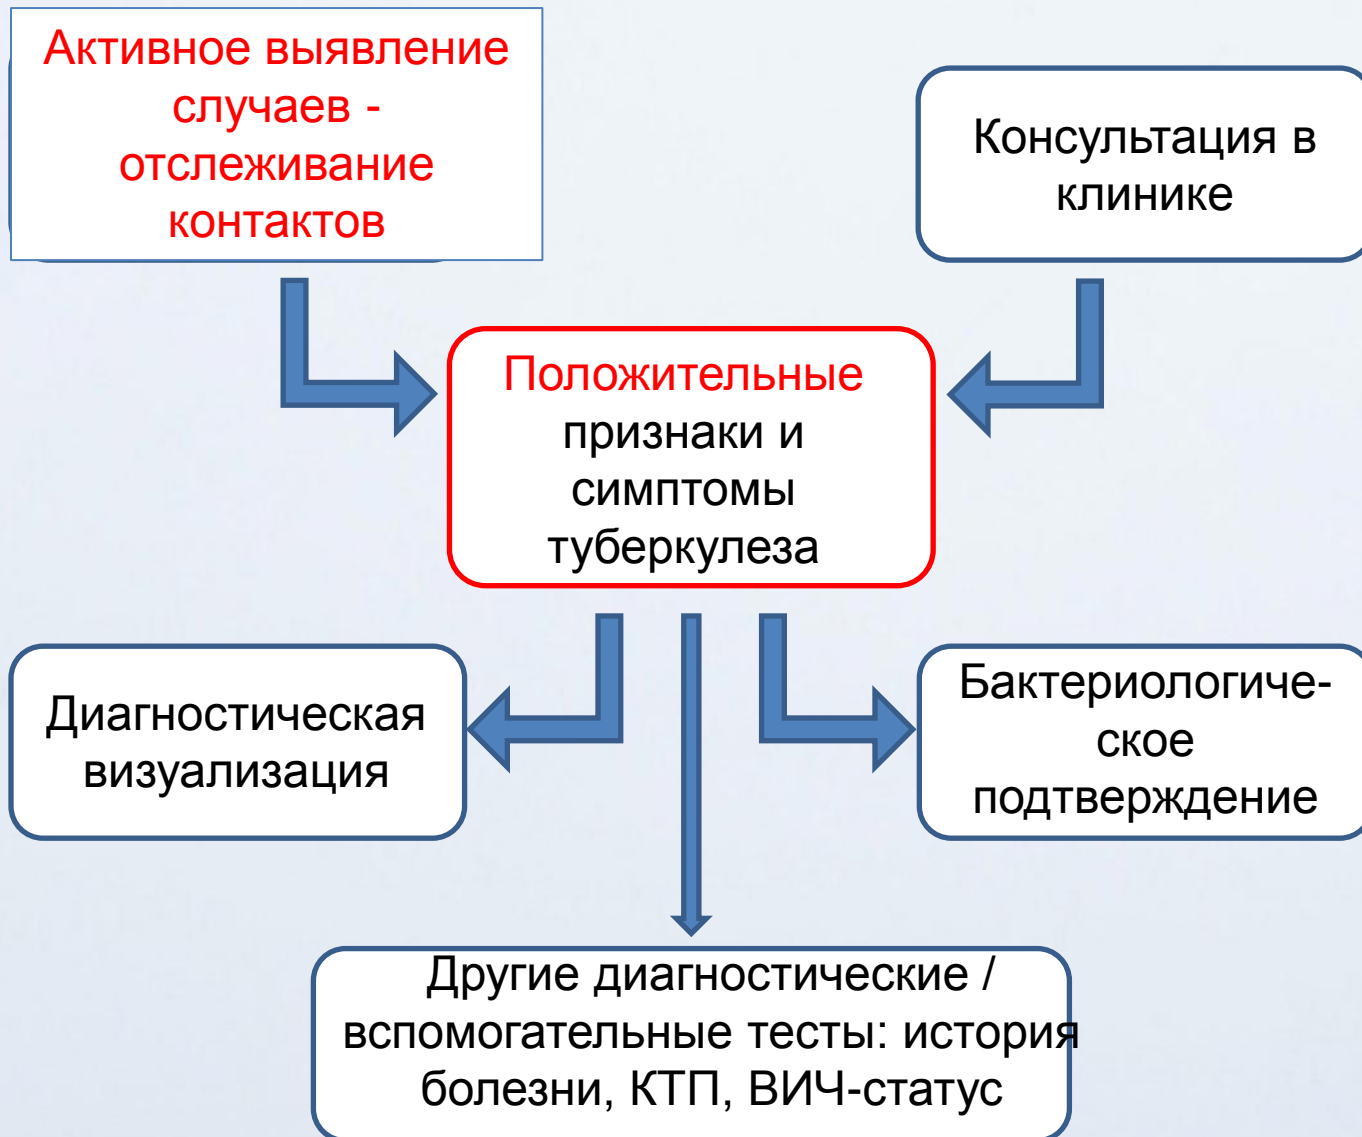 Активное выявление
случаев -
отслеживание
контактов
Консультация в
клинике
Положительные
признаки и
симптомы
туберкулеза
Диагностическая
визуализация
Бактериологиче-
ское
подтверждение
Другие диагностические /
вспомогательные тесты: история
болезни, КТП, ВИЧ-статус